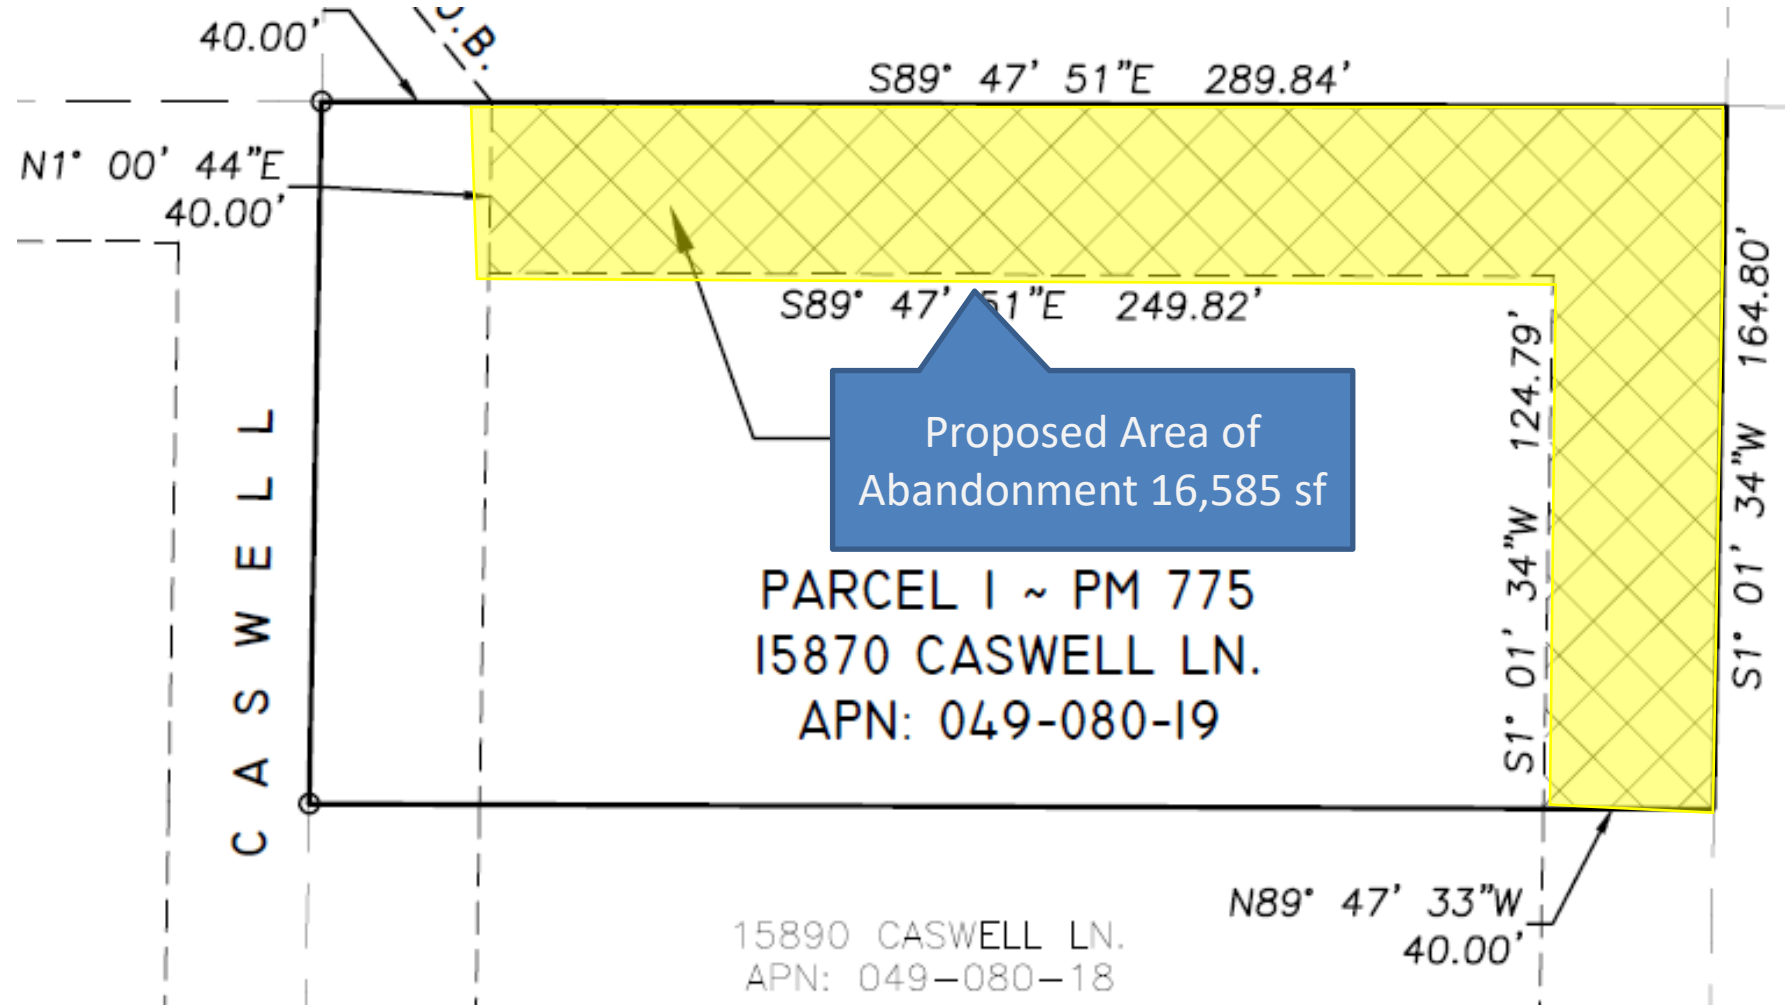 40.00'
O.B.
S89° 47' 51"E 289.84'
N1° 00' 44"E
40.00'
S89° 47' 51"E 249.82'
S1° 01' 34"W 124.79'
S1° 01' 34"W 164.80'
Proposed Area of
Abandonment 16,585 sf
CASWELL
PARCEL 1 ~ PM 775
15870 CASWELL LN.
APN: 049-080-19
N89° 47' 33"W
40.00'
15890 CASWELL LN.
APN: 049-080-18